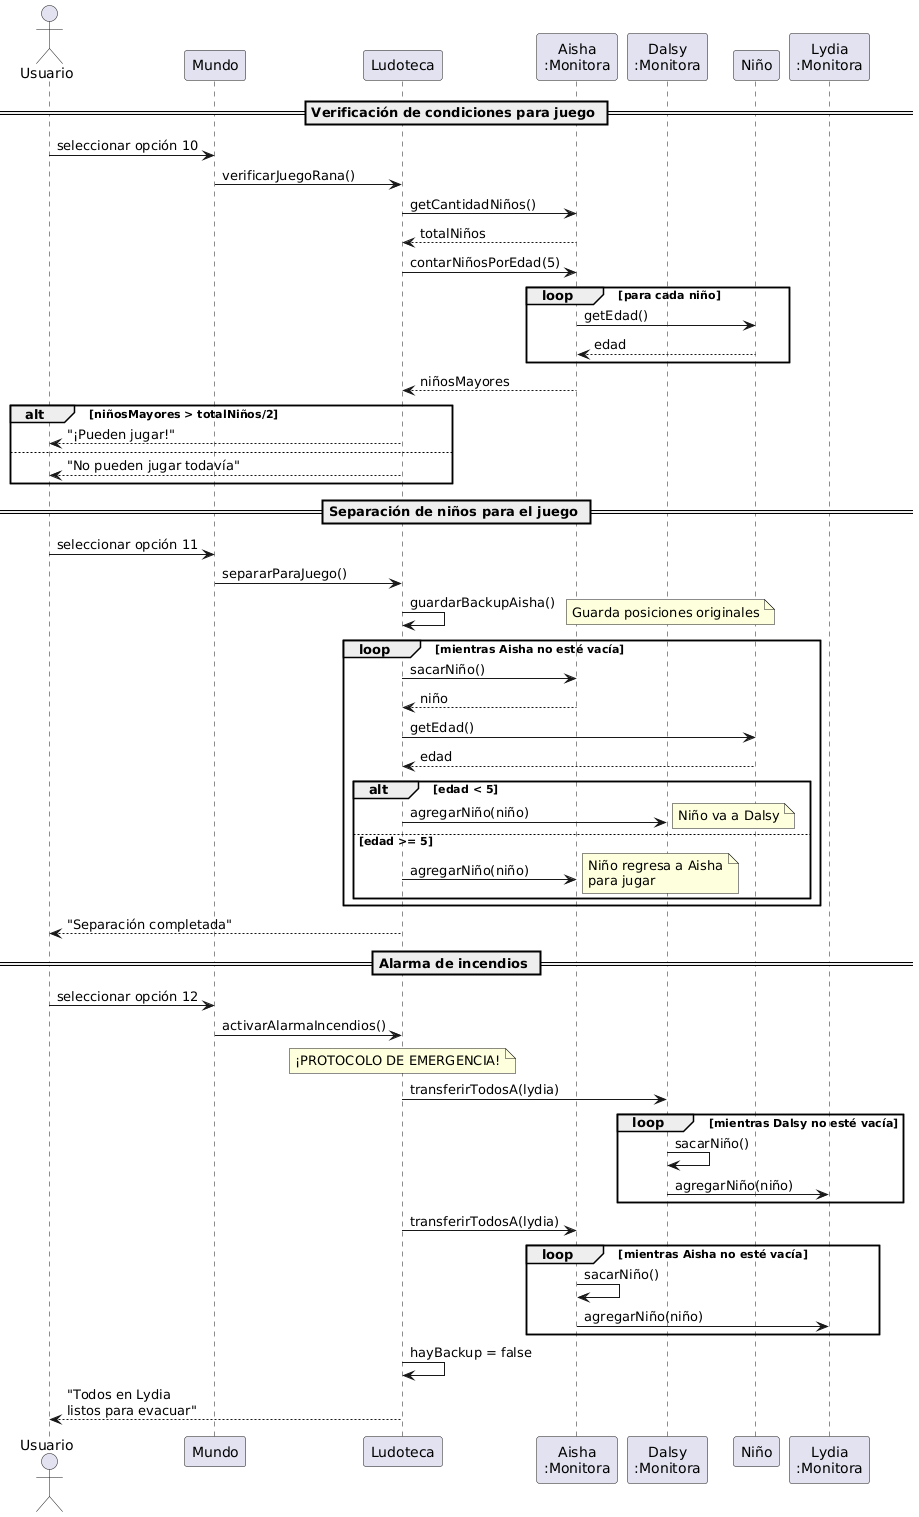 Usuario
Mundo
Ludoteca
Aisha
:Monitora
Dalsy
:Monitora
Niño
Lydia
:Monitora
Verificación de condiciones para juego
seleccionar opción 10
verificarJuegoRana()
getCantidadNiños()
totalNiños
contarNiñosPorEdad(5)
loop [para cada niño]
getEdad()
edad
niñosMayores
alt [niñosMayores > totalNiños/2]
"¡Pueden jugar!"
"No pueden jugar todavía"
Separación de niños para el juego
seleccionar opción 11
separarParaJuego()
guardarBackupAisha()
Guarda posiciones originales
loop [mientras Aisha no esté vacía]
sacarNiño()
niño
getEdad()
edad
alt [edad < 5]
agregarNiño(niño)
Niño va a Dalsy
[edad >= 5]
agregarNiño(niño)
Niño regresa a Aisha
para jugar
"Separación completada"
Alarma de incendios
seleccionar opción 12
activarAlarmaIncendios()
¡PROTOCOLO DE EMERGENCIA!
transferirTodosA(lydia)
loop [mientras Dalsy no esté vacía]
sacarNiño()
agregarNiño(niño)
transferirTodosA(lydia)
loop [mientras Aisha no esté vacía]
sacarNiño()
agregarNiño(niño)
hayBackup = false
"Todos en Lydia
listos para evacuar"
Usuario
Mundo
Ludoteca
Aisha
:Monitora
Dalsy
:Monitora
Niño
Lydia
:Monitora